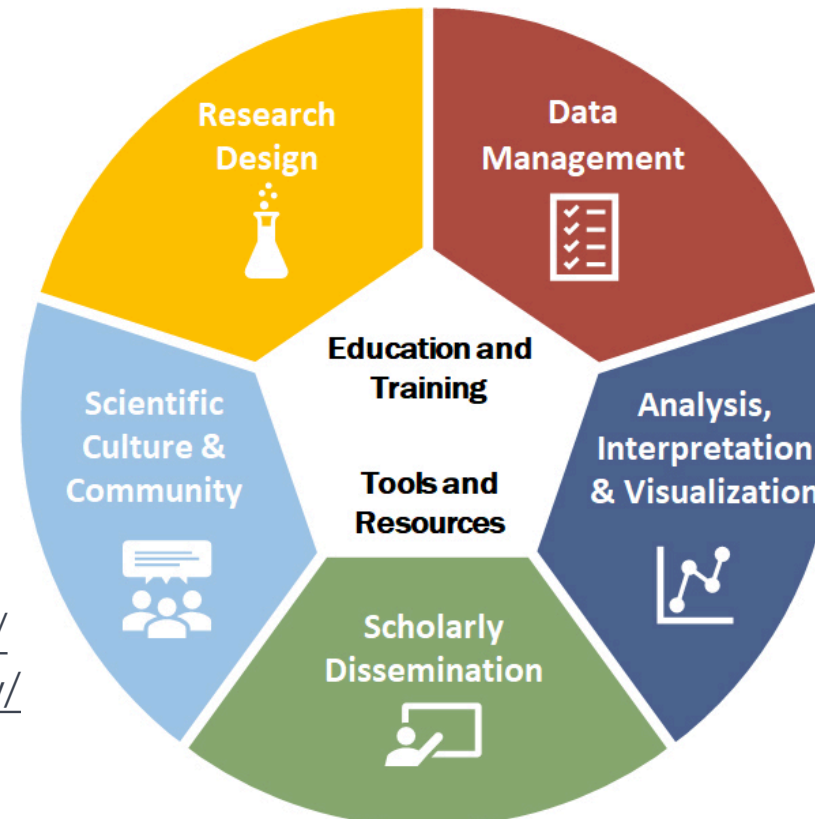 Research
Design
Data
Management
Education and
Training
Scientific
Culture &
Community
Analysis,
Interpretation
& Visualization
Tools and
Resources
/
y/
Scholarly
Dissemination